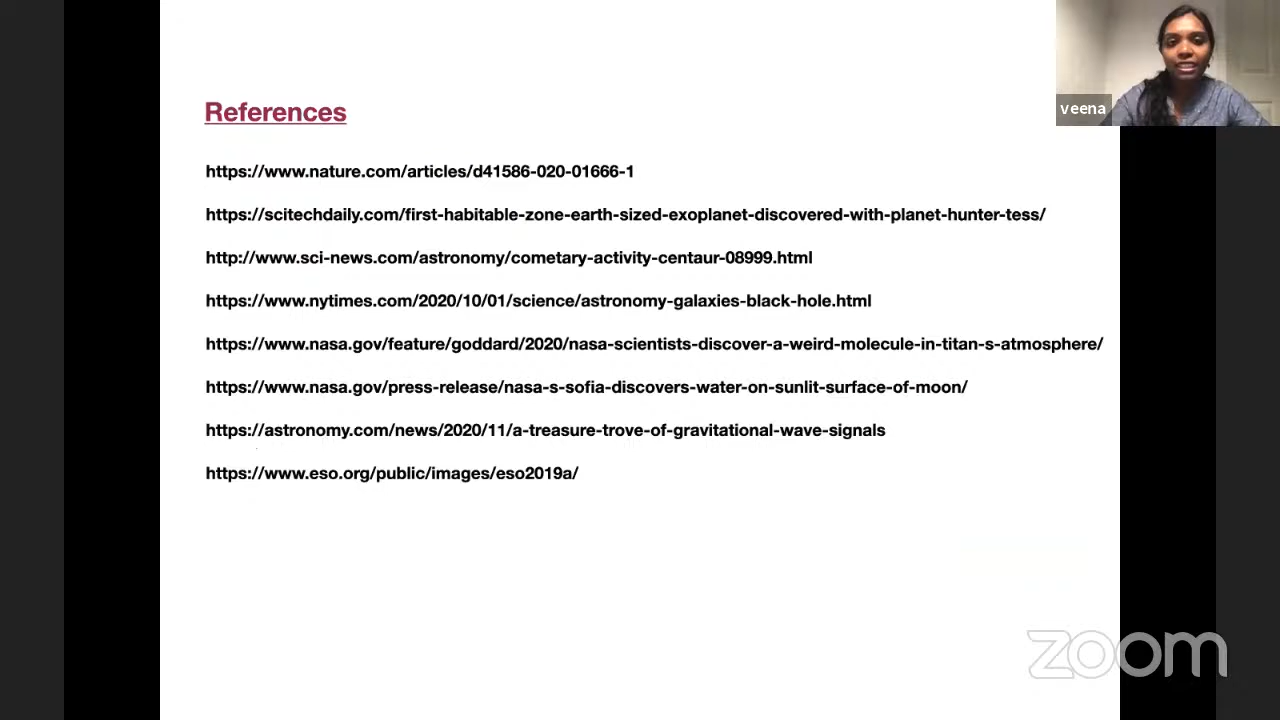 References
veena
https://www.nature.com/articles/d41586-020-01666-1
https://scitechdaily.com/first-habitable-zone-earth-sized-exoplanet-discovered-with-planet-hunter-tess/
http://www.sci-news.com/astronomy/cometary-activity-centaur-08999.html
https://www.nytimes.com/2020/10/01/science/astronomy-galaxies-black-hole.html
https://www.nasa.gov/feature/goddard/2020/nasa-scientists-discover-a-weird-molecule-in-titan-s-atmosphere/
https://www.nasa.gov/press-release/nasa-s-sofia-discovers-water-on-sunlit-surface-of-moon/
https://astronomy.com/news/2020/11/a-treasure-trove-of-gravitational-wave-signals
https://www.eso.org/public/images/eso2019a/
zoom